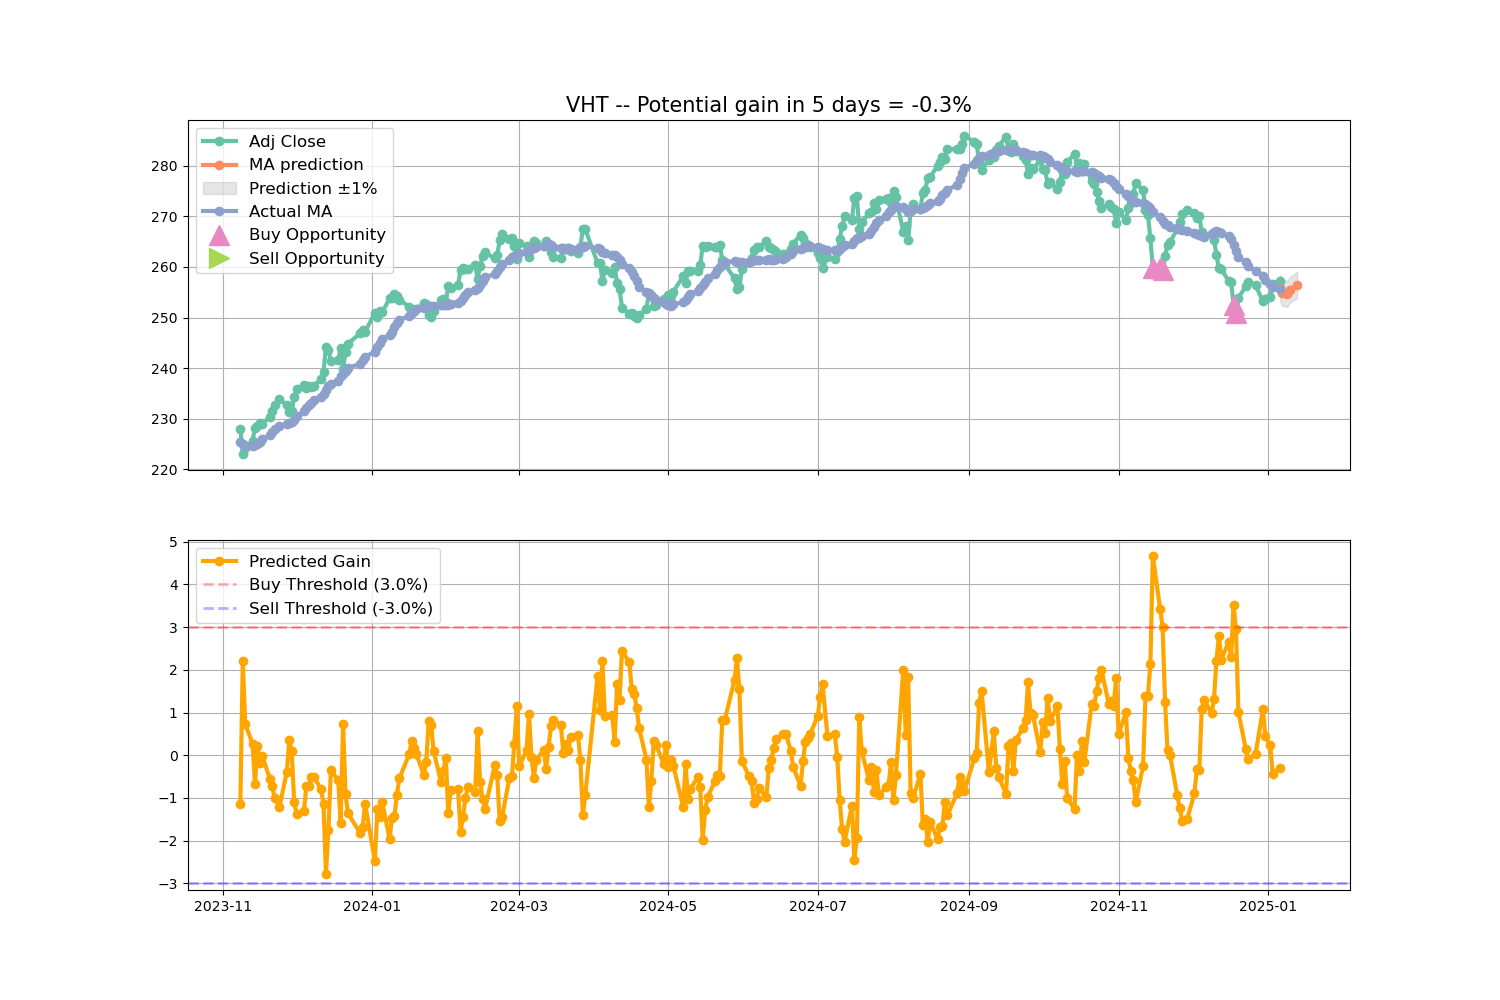 VHT -- Potential gain in 5 days = -0.3%
Adj Close
MA prediction
Prediction ±1%
Actual MA
Buy Opportunity
Sell Opportunity
280
270
260
250
240
230
220
Predicted Gain
Buy Threshold (3.0%)
Sell Threshold (-3.0%)
5
4
3
2
1
0
−1
−2
−3
2023-11
2024-01
2024-03
2024-05
2024-07
2024-09
2024-11
2025-01